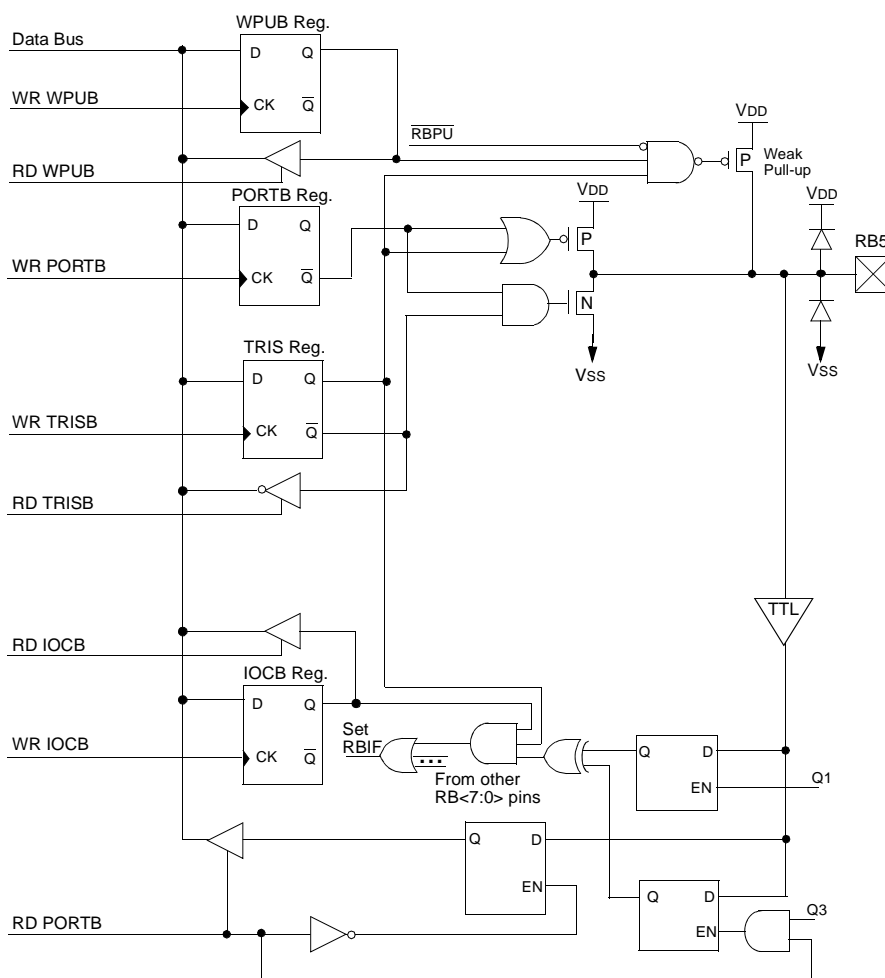 WPUB Reg.
Data Bus
D Q
WR WPUB
CK Q̅
R̅B̅P̅U̅
VDD
P Weak
Pull-up
RD WPUB
PORTB Reg.
VDD
VDD
D Q
P
RB5
WR PORTB
CK Q̅
N
TRIS Reg.
VSS
VSS
D Q
WR TRISB
CK Q̅
RD TRISB
TTL
RD IOCB
IOCB Reg.
D Q
Set
RBIF
WR IOCB
CK Q̅
...
From other
RB<7:0> pins
Q D
EN
Q1
Q D
EN
Q D
EN
Q3
RD PORTB